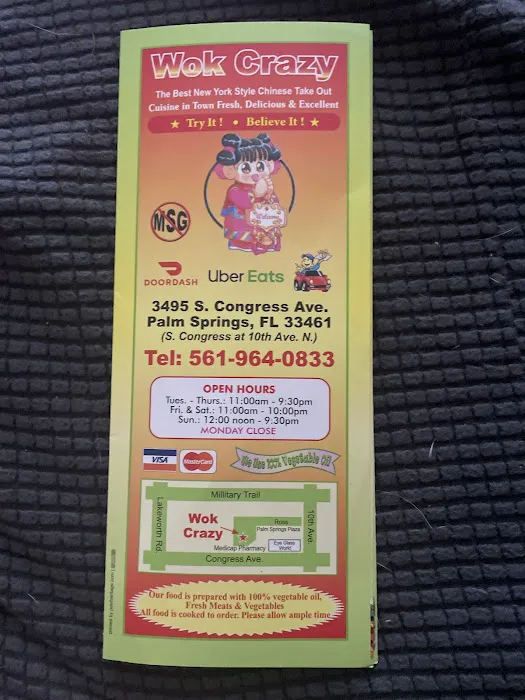 Wok Crazy
The Best New York Style Chinese Take Out
Cuisine in Town Fresh, Delicious & Excellent
★ Try It ! • Believe It ! ★
Welcome
MSG
DOORDASH
Uber Eats
3495 S. Congress Ave.
Palm Springs, FL 33461
(S. Congress at 10th Ave. N.)
Tel: 561-964-0833
OPEN HOURS
Tues. - Thurs.: 11:00am - 9:30pm
Fri. & Sat.: 11:00am - 10:00pm
Sun.: 12:00 noon - 9:30pm
MONDAY CLOSE
VISA
MasterCard
We Use 100% Vegetable Oil
Millitary Trail
Lakeworth Rd.
10th Ave.
Wok
Crazy
Ross
Palm Springs Plaza
Medicap Pharmacy
Eye Glass
World
Congress Ave.
Our food is prepared with 100% vegetable oil,
Fresh Meats & Vegetables
All food is cooked to order. Please allow ample time